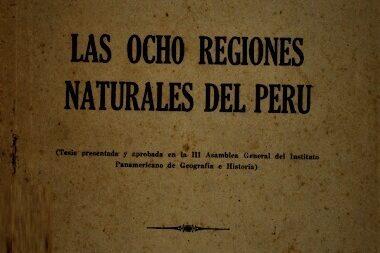 LAS OCHO REGIONES
NATURALES DEL PERU
(Tesis presentada y aprobada en la III Asamblea General del Instituto
Panamericano de Geografía e Historia)